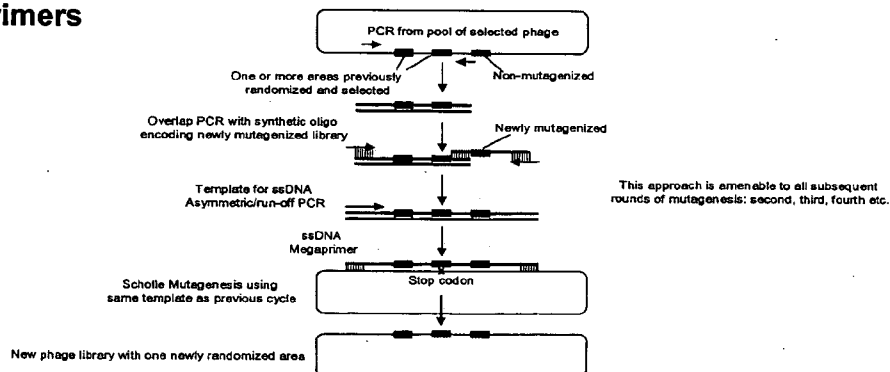 PCR from pool of selected phage
One or more areas previously
randomized and selected
Non-mutagenized
Overlap PCR with synthetic oligo
encoding newly mutagenized library
Newly mutagenized
Template for ssDNA
Asymmetric/run-off PCR
This approach is amenable to all subsequent
rounds of mutagenesis: second, third, fourth etc.
ssDNA
Megaprimer
Scholle Mutagenesis using
same template as previous cycle
Stop codon
New phage library with one newly randomized area